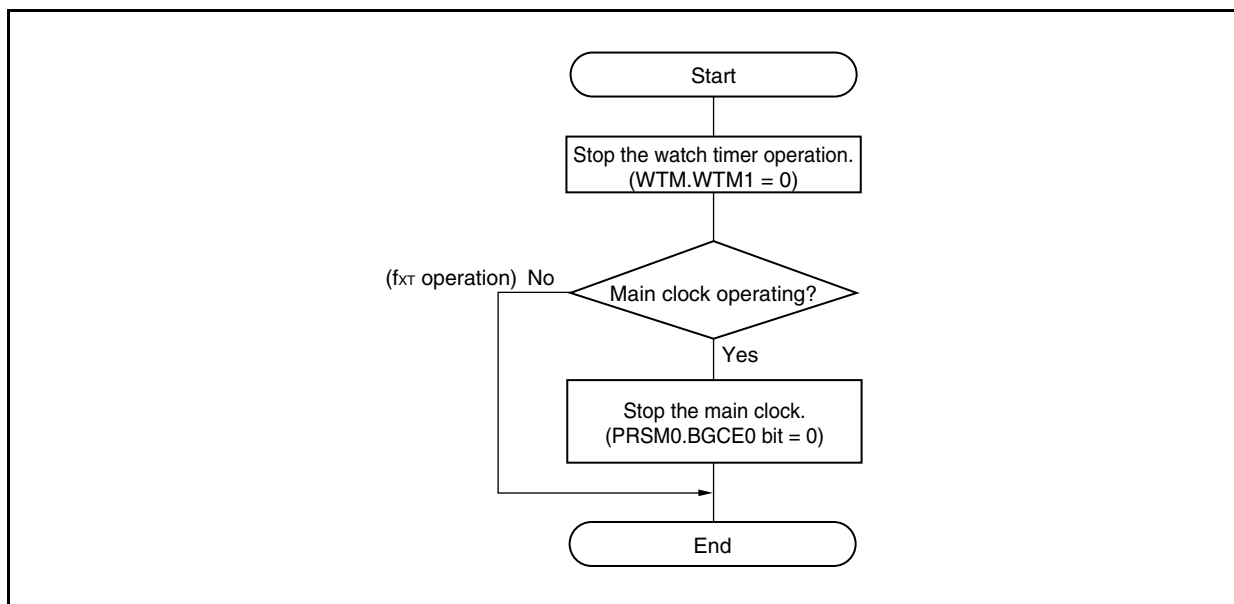 Start
Stop the watch timer operation.
(WTM.WTM1 = 0)
(fXT operation) No
Main clock operating?
Yes
Stop the main clock.
(PRSM0.BGCE0 bit = 0)
End